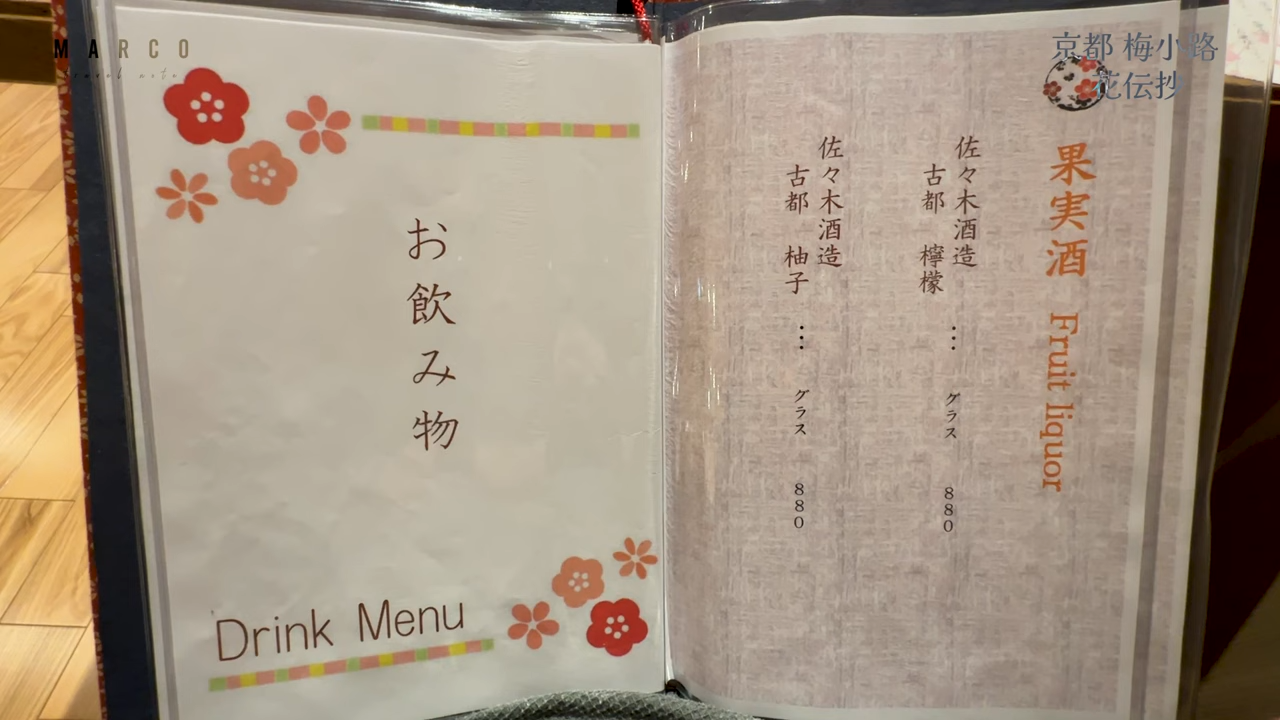 MARCO
travel note
京都 梅小路
花伝抄
お飲み物
Drink Menu
果実酒 Fruit liquor
佐々木酒造
古都 檸檬 … グラス 880
佐々木酒造
古都 柚子 … グラス 880